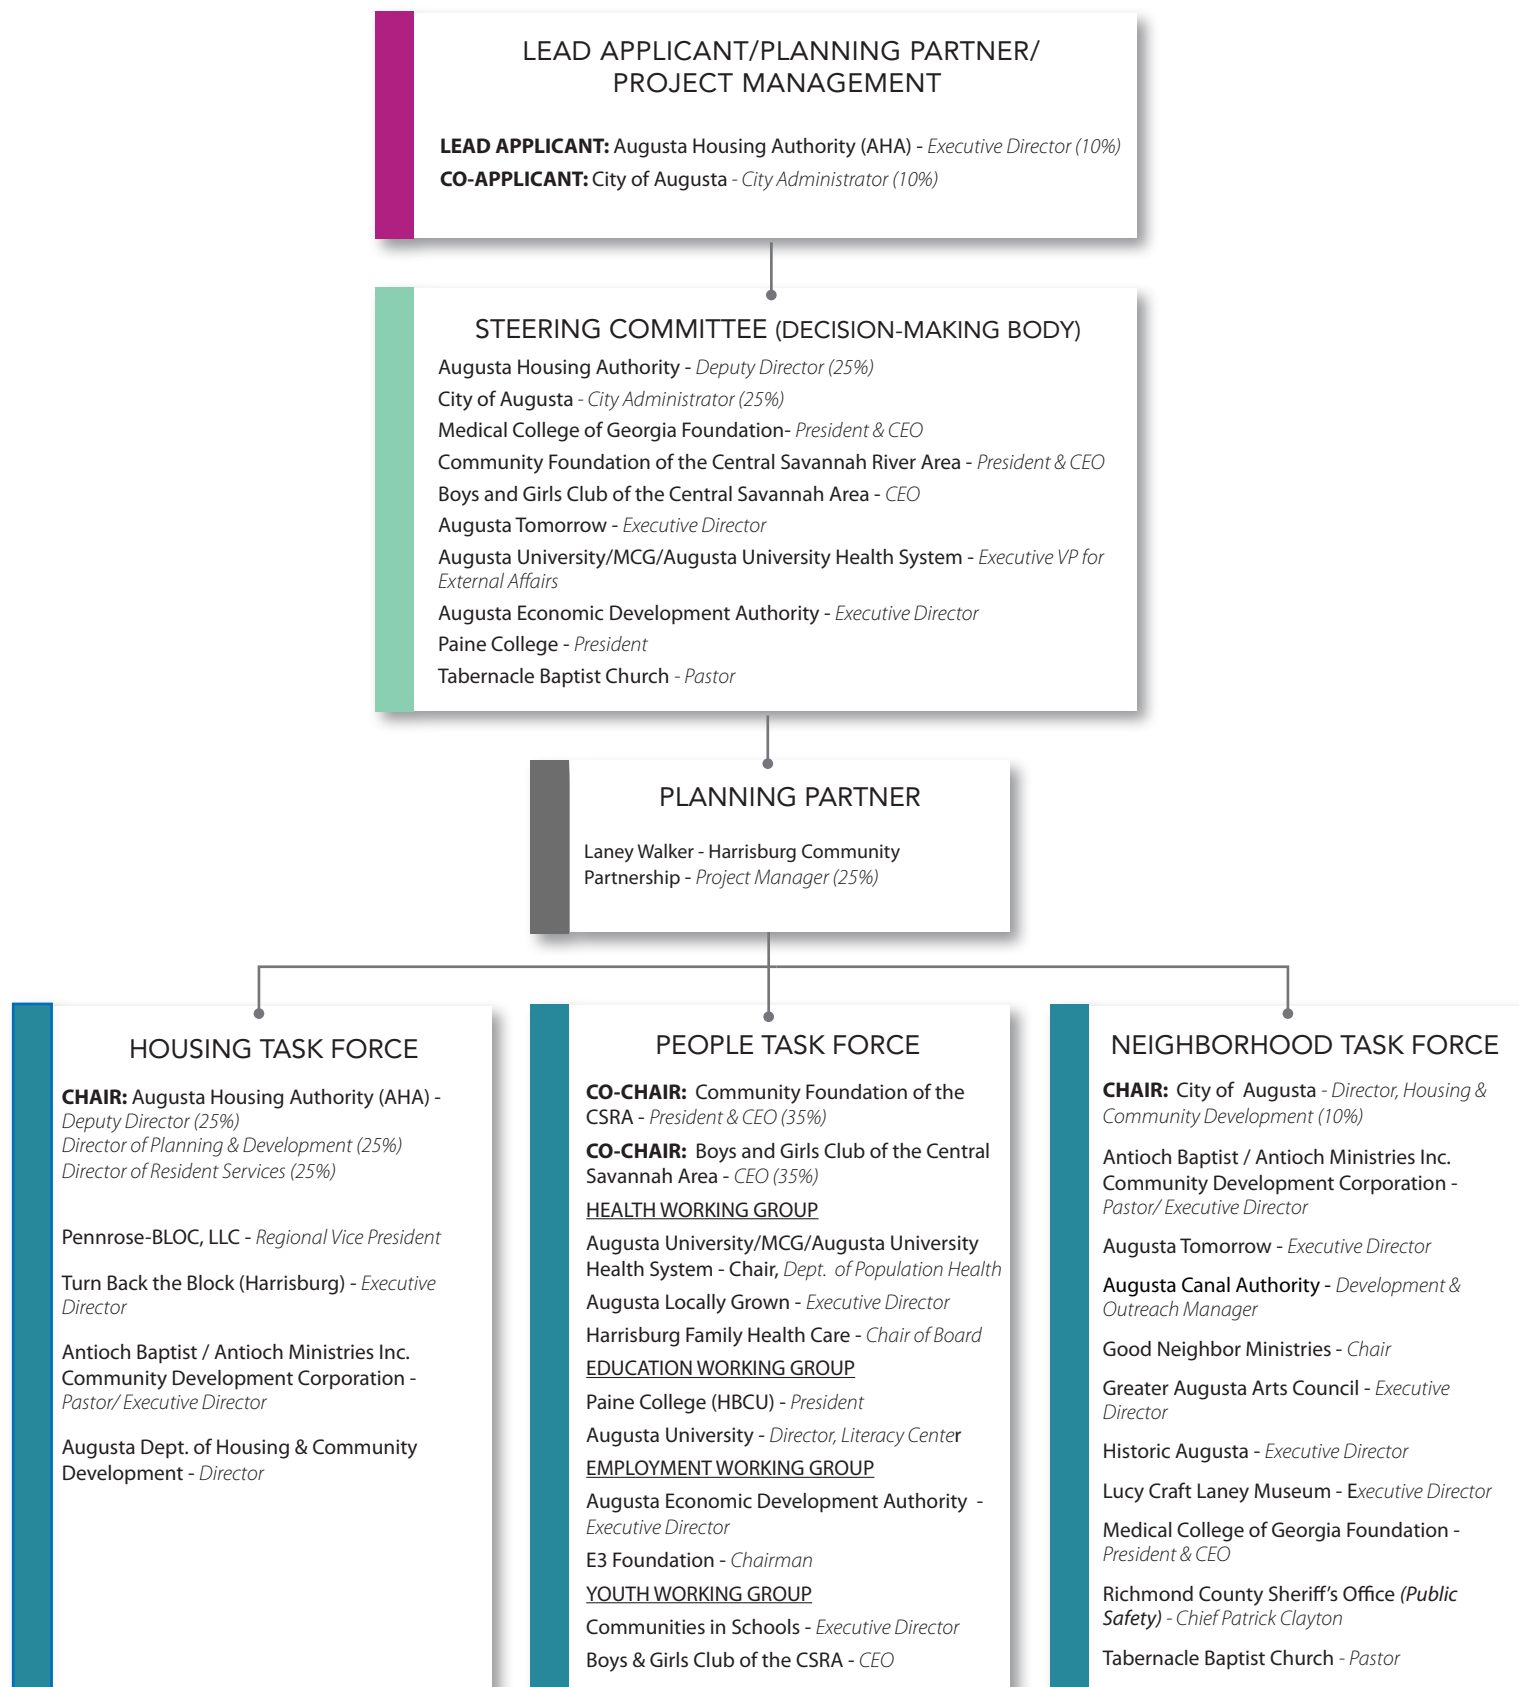 LEAD APPLICANT/PLANNING PARTNER/
PROJECT MANAGEMENT
LEAD APPLICANT: Augusta Housing Authority (AHA) - Executive Director (10%)
CO-APPLICANT: City of Augusta - City Administrator (10%)
STEERING COMMITTEE (DECISION-MAKING BODY)
Augusta Housing Authority - Deputy Director (25%)
City of Augusta - City Administrator (25%)
Medical College of Georgia Foundation- President & CEO
Community Foundation of the Central Savannah River Area - President & CEO
Boys and Girls Club of the Central Savannah Area - CEO
Augusta Tomorrow - Executive Director
Augusta University/MCG/Augusta University Health System - Executive VP for
External Affairs
Augusta Economic Development Authority - Executive Director
Paine College - President
Tabernacle Baptist Church - Pastor
PLANNING PARTNER
Laney Walker - Harrisburg Community
Partnership - Project Manager (25%)
HOUSING TASK FORCE
CHAIR: Augusta Housing Authority (AHA) -
Deputy Director (25%)
Director of Planning & Development (25%)
Director of Resident Services (25%)
Pennrose-BLOC, LLC - Regional Vice President
Turn Back the Block (Harrisburg) - Executive
Director
Antioch Baptist / Antioch Ministries Inc.
Community Development Corporation -
Pastor/ Executive Director
Augusta Dept. of Housing & Community
Development - Director
PEOPLE TASK FORCE
CO-CHAIR: Community Foundation of the
CSRA - President & CEO (35%)
CO-CHAIR: Boys and Girls Club of the Central
Savannah Area - CEO (35%)
HEALTH WORKING GROUP
Augusta University/MCG/Augusta University
Health System - Chair, Dept. of Population Health
Augusta Locally Grown - Executive Director
Harrisburg Family Health Care - Chair of Board
EDUCATION WORKING GROUP
Paine College (HBCU) - President
Augusta University - Director, Literacy Center
EMPLOYMENT WORKING GROUP
Augusta Economic Development Authority -
Executive Director
E3 Foundation - Chairman
YOUTH WORKING GROUP
Communities in Schools - Executive Director
Boys & Girls Club of the CSRA - CEO
NEIGHBORHOOD TASK FORCE
CHAIR: City of Augusta - Director, Housing &
Community Development (10%)
Antioch Baptist / Antioch Ministries Inc.
Community Development Corporation -
Pastor/ Executive Director
Augusta Tomorrow - Executive Director
Augusta Canal Authority - Development &
Outreach Manager
Good Neighbor Ministries - Chair
Greater Augusta Arts Council - Executive
Director
Historic Augusta - Executive Director
Lucy Craft Laney Museum - Executive Director
Medical College of Georgia Foundation -
President & CEO
Richmond County Sheriff's Office (Public
Safety) - Chief Patrick Clayton
Tabernacle Baptist Church - Pastor